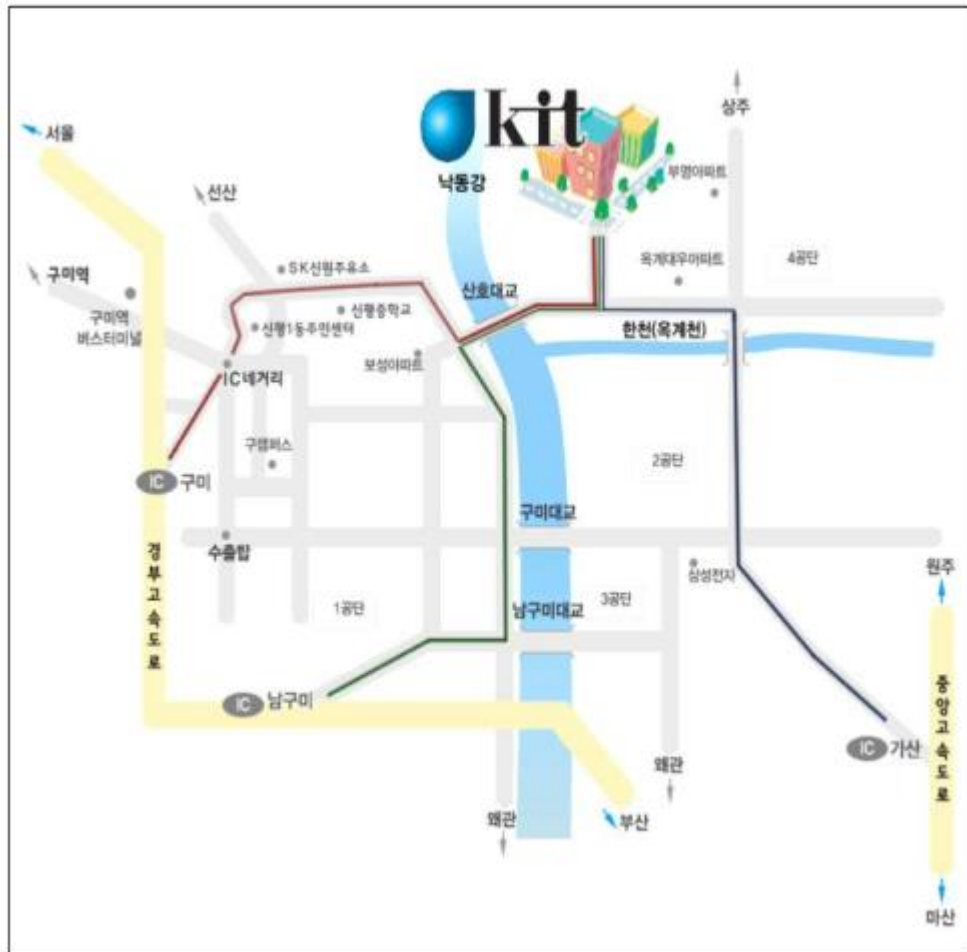 kit
상주
서울
낙동강
부영아파트
선산
구미역
SK신원주유소
옥계대우아파트
4공단
산호대교
구미역
버스터미널
신평중학교
신평1동주민센터
한천(옥계천)
보성아파트
IC네거리
구캠퍼스
2공단
IC 구미
구미대교
수출탑
경부고속도로
삼성전자
원주
1공단
3공단
남구미대교
IC 남구미
중앙고속도로
IC 가산
왜관
왜관
부산
마산